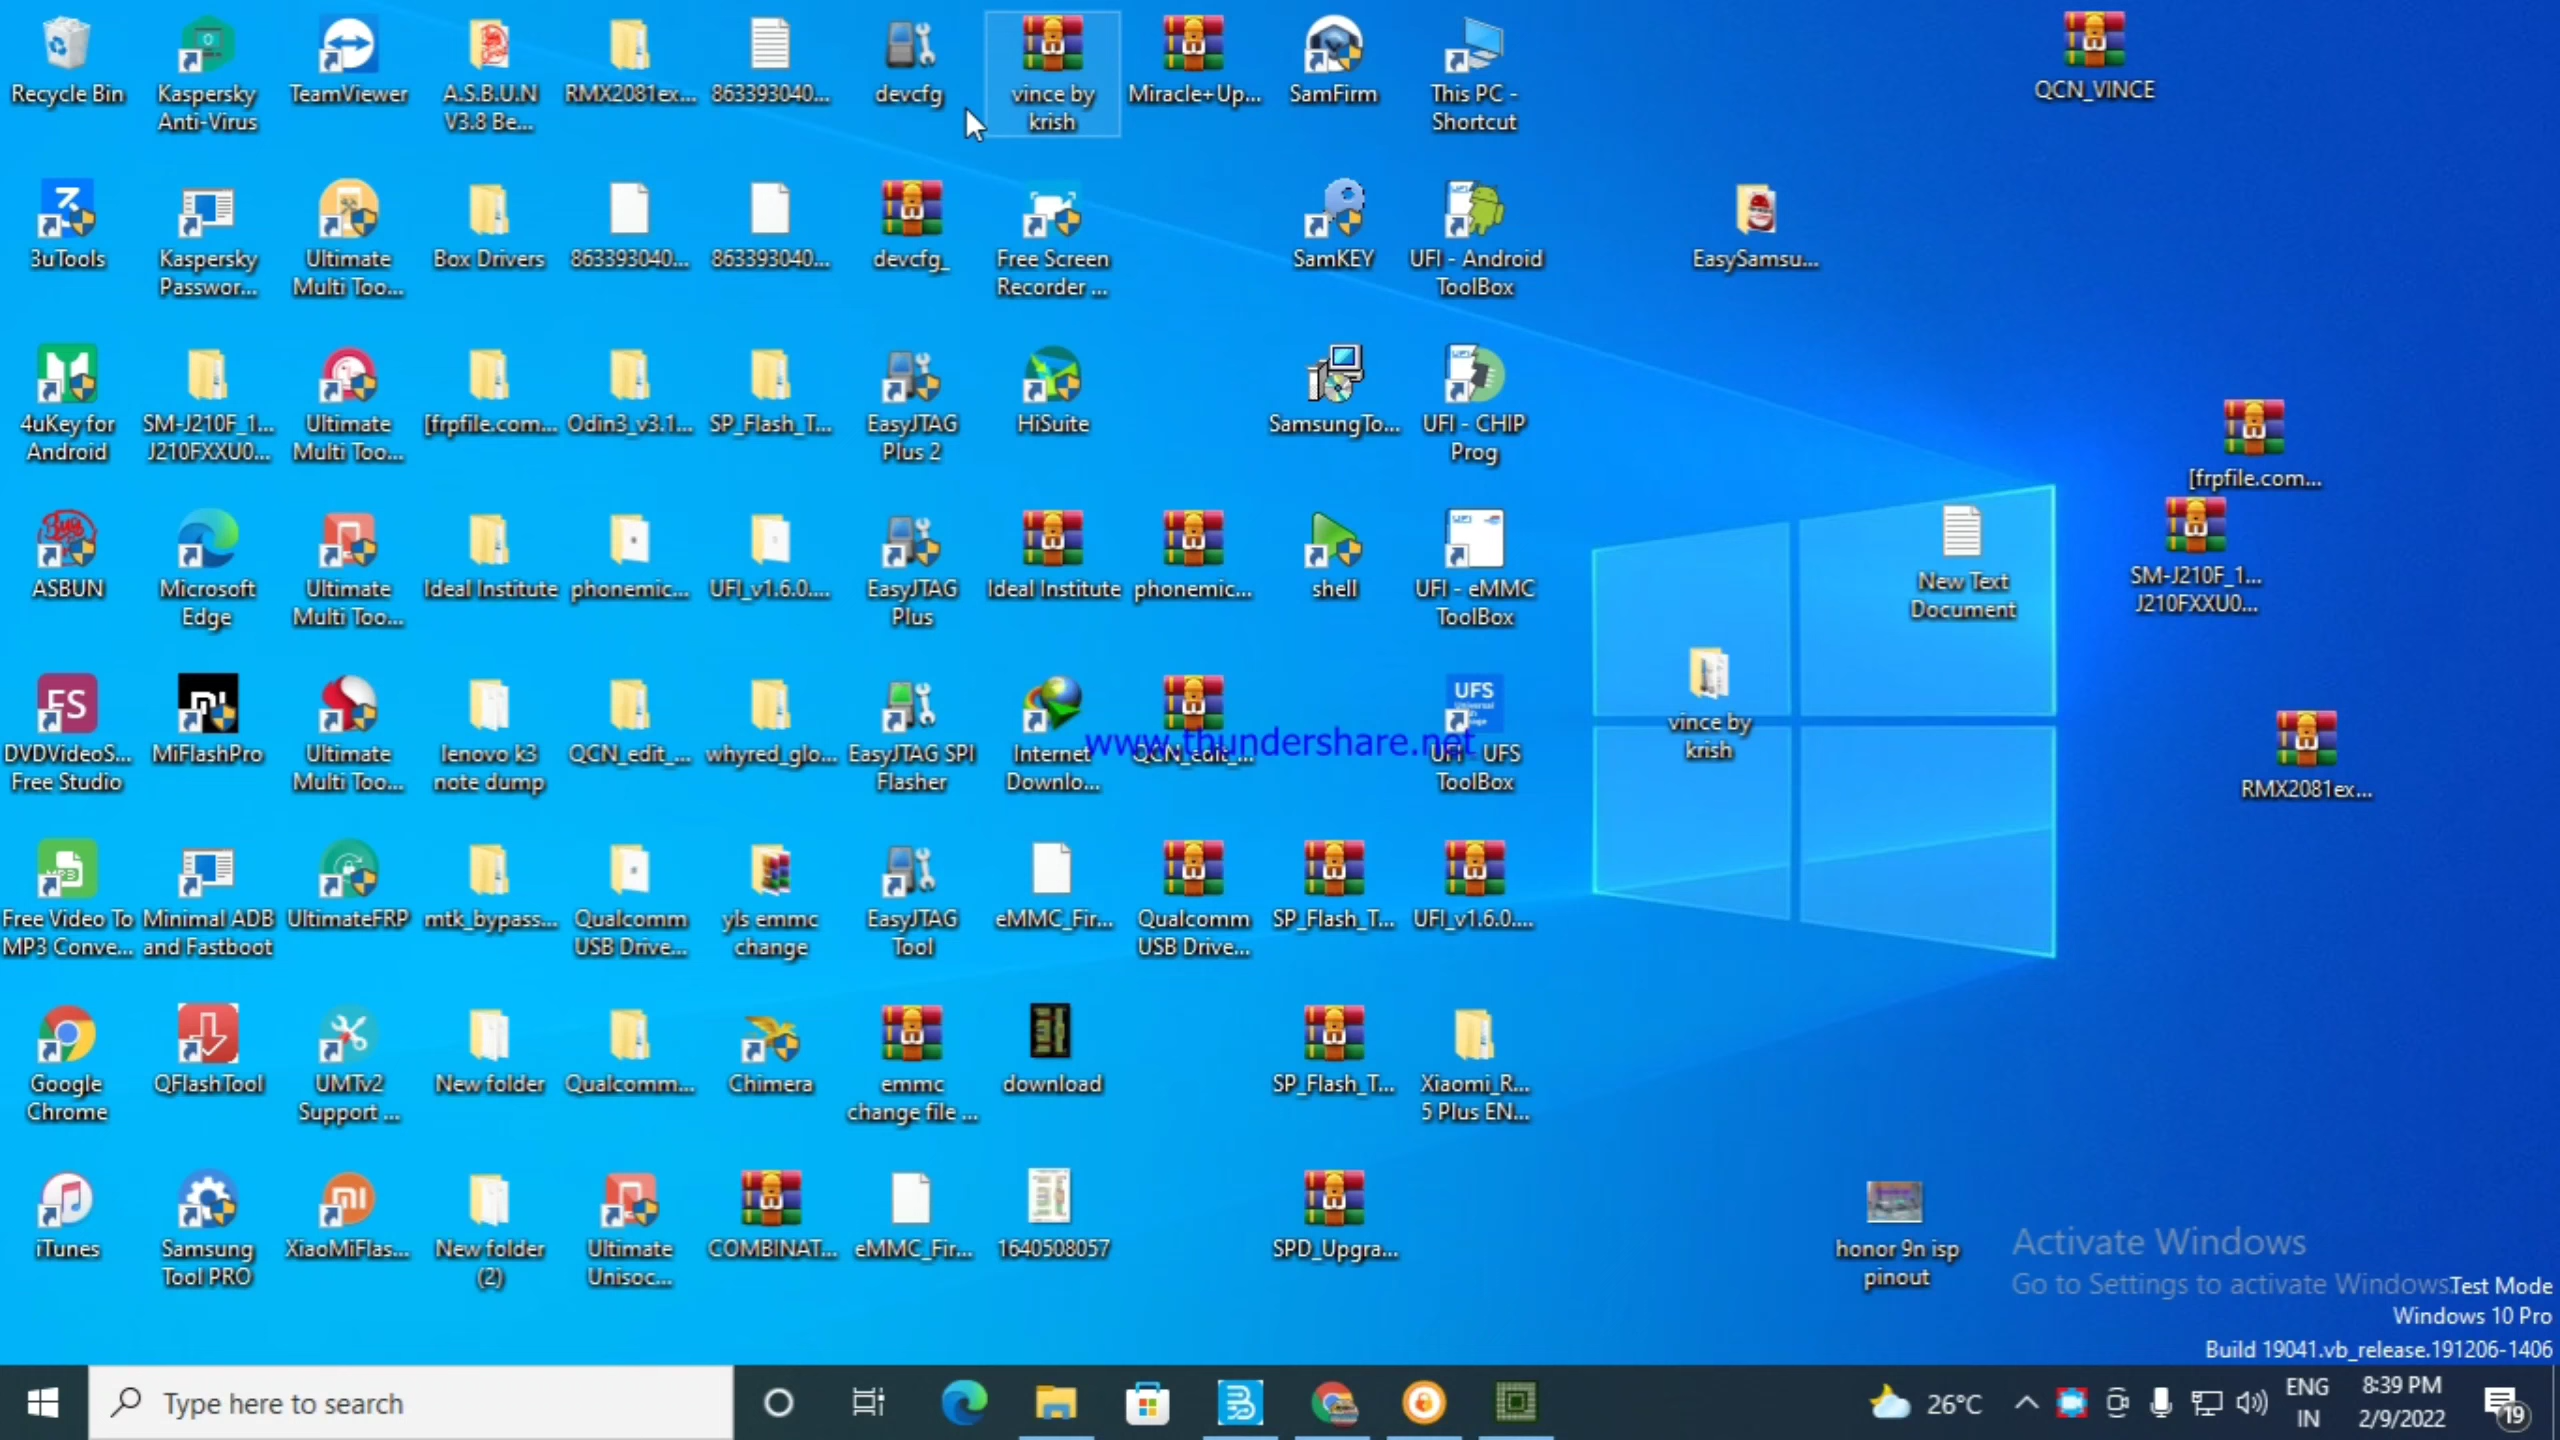 Recycle Bin
Kaspersky
Anti-Virus
TeamViewer
A.S.B.U.N
V3.8 Be...
RMX2081ex...
863393040...
devcfg
vince by
krish
Miracle+Up...
SamFirm
This PC -
Shortcut
QCN_VINCE
3uTools
Kaspersky
Passwor...
Ultimate
Multi Too...
Box Drivers
863393040...
863393040...
devcfg_
Free Screen
Recorder ...
SamKEY
UFI - Android
ToolBox
EasySamsu...
4uKey for
Android
SM-J210F_1...
J210FXXU0...
Ultimate
Multi Too...
[frpfile.com...
Odin3_v3.1...
SP_Flash_T...
EasyJTAG
Plus 2
HiSuite
SamsungTo...
UFI - CHIP
Prog
[frpfile.com...
ASBUN
Microsoft
Edge
Ultimate
Multi Too...
Ideal Institute
phonemic...
UFI_v1.6.0....
EasyJTAG
Plus
Ideal Institute
phonemic...
shell
UFI - eMMC
ToolBox
New Text
Document
SM-J210F_1...
J210FXXU0...
FS
DVDVideoS...
Free Studio
MiFlashPro
Ultimate
Multi Too...
lenovo k3
note dump
QCN_edit_...
whyred_glo...
EasyJTAG SPI
Flasher
Internet
Downlo...
QCN_edit_...
www.thundershare.net
UFS
UFI - UFS
ToolBox
vince by
krish
RMX2081ex...
MP3
Free Video To
MP3 Conve...
Minimal ADB
and Fastboot
UltimateFRP
mtk_bypass...
Qualcomm
USB Drive...
yls emmc
change
EasyJTAG
Tool
eMMC_Fir...
Qualcomm
USB Drive...
SP_Flash_T...
UFI_v1.6.0....
Google
Chrome
QFlashTool
UMTv2
Support ...
New folder
Qualcomm...
Chimera
emmc
change file ...
download
SP_Flash_T...
Xiaomi_R...
5 Plus EN...
iTunes
Samsung
Tool PRO
XiaoMiFlas...
New folder
(2)
Ultimate
Unisoc...
COMBINAT...
eMMC_Fir...
1640508057
SPD_Upgra...
honor 9n isp
pinout
Activate Windows
Go to Settings to activate Windows.
Test Mode
Windows 10 Pro
Build 19041.vb_release.191206-1406
Type here to search
26°C
ENG
IN
8:39 PM
2/9/2022
19